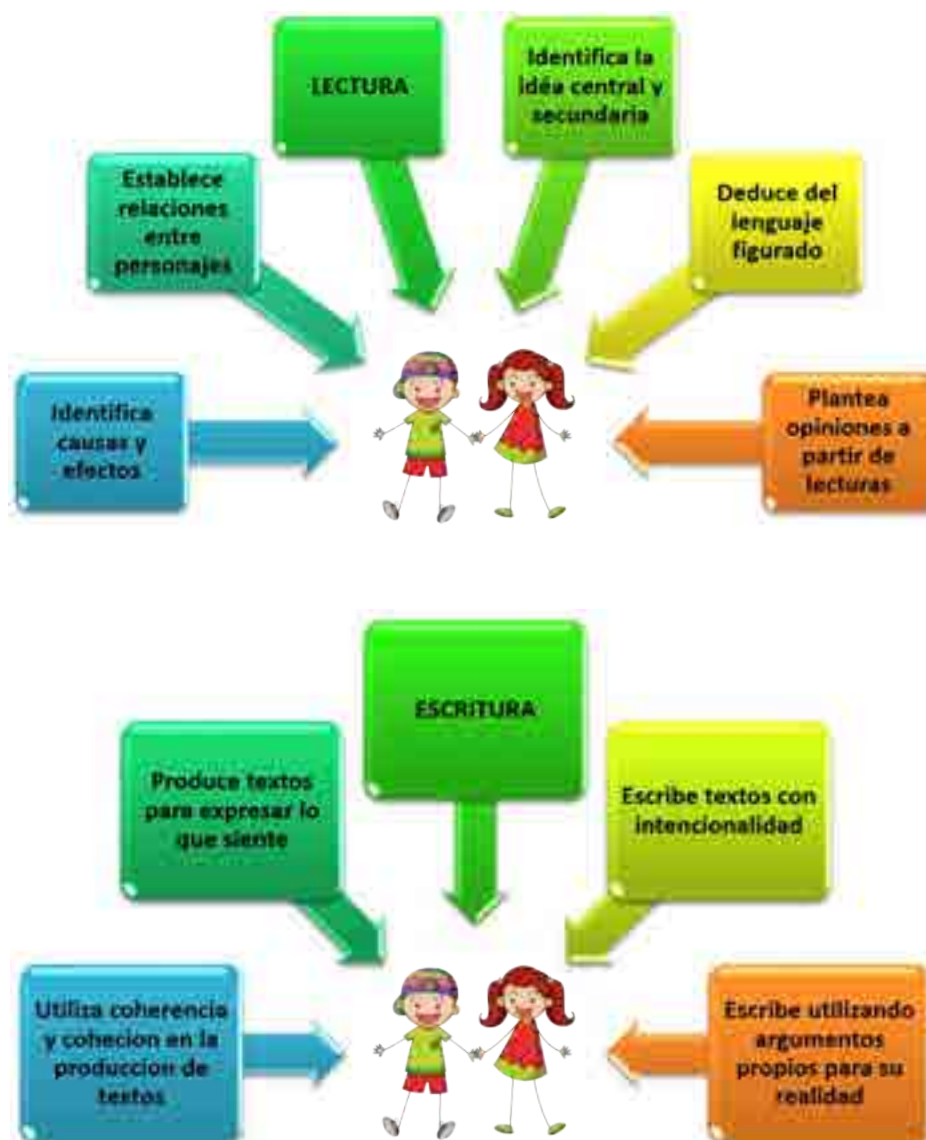 LECTURA
Identifica la
idéa central y
secundaria
Establece
relaciones
entre
personajes
Deduce del
lenguaje
figurado
Identifica
causas y
efectos
Plantea
opiniones a
partir de
lecturas
ESCRITURA
Produce textos
para expresar lo
que siente
Escribe textos con
intencionalidad
Utiliza coherencia
y cohecion en la
produccion de
textos
Escribe utilizando
argumentos
propios para su
realidad